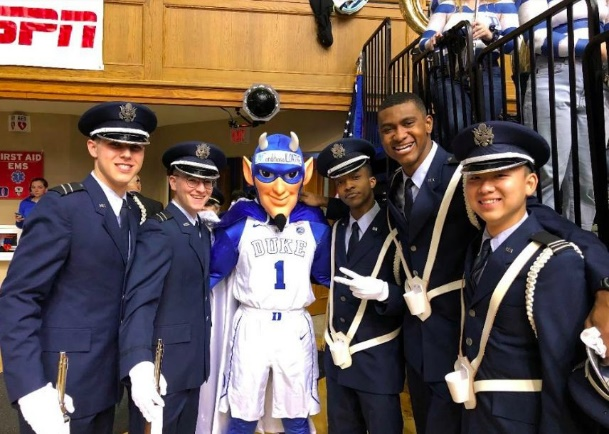 ESPN
FIRST AID
EMS
DUKE
1
D